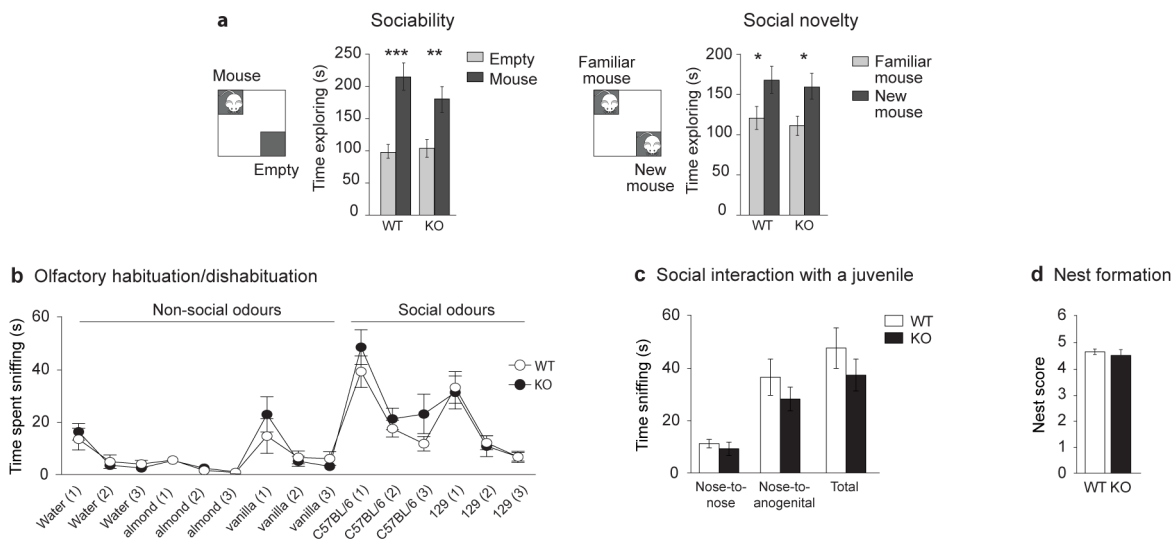 a Sociability
Mouse
Empty
Time exploring (s)
250
200
150
100
50
0
*** **
Empty
Mouse
WT KO
Social novelty
Familiar
mouse
New
mouse
Time exploring (s)
250
200
150
100
50
0
* *
Familiar
mouse
New
mouse
WT KO
b Olfactory habituation/dishabituation
Non-social odours Social odours
Time spent sniffing (s)
60
40
20
0
WT
KO
Water (1)
Water (2)
Water (3)
almond (1)
almond (2)
almond (3)
vanilla (1)
vanilla (2)
vanilla (3)
C57BL/6 (1)
C57BL/6 (2)
C57BL/6 (3)
129 (1)
129 (2)
129 (3)
c Social interaction with a juvenile
Time sniffing (s)
60
40
20
0
WT
KO
Nose-to-
nose
Nose-to-
anogenital
Total
d Nest formation
Nest score
6
5
4
3
2
1
0
WT KO